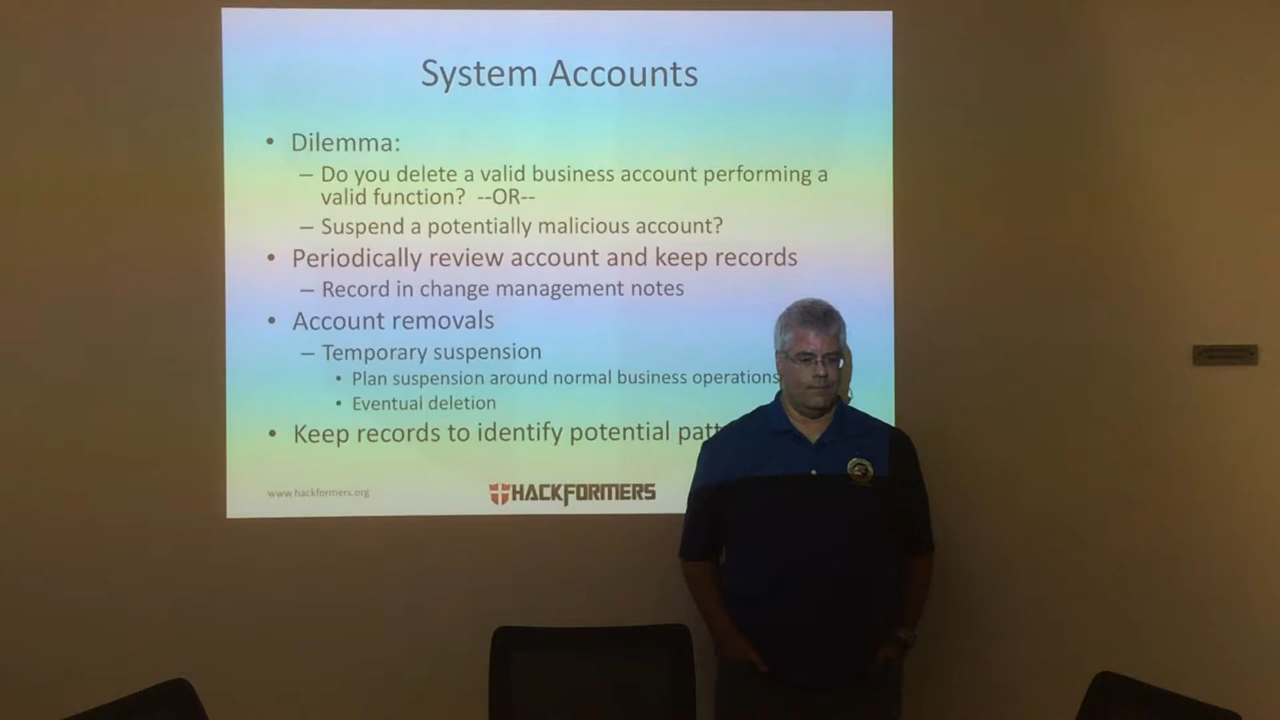 System Accounts
• Dilemma:
– Do you delete a valid business account performing a
valid function? --OR--
– Suspend a potentially malicious account?
• Periodically review account and keep records
– Record in change management notes
• Account removals
– Temporary suspension
• Plan suspension around normal business operations
• Eventual deletion
• Keep records to identify potential
www.hackformers.org
HACKFORMERS